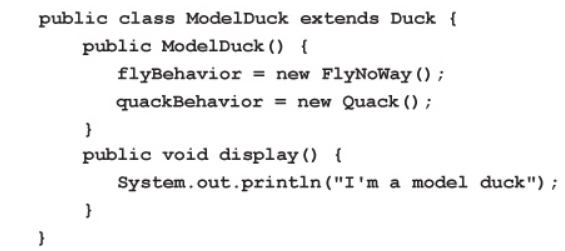 public class ModelDuck extends Duck {
public ModelDuck() {
flyBehavior = new FlyNoWay();
quackBehavior = new Quack();
}
public void display() {
System.out.println("I'm a model duck");
}
}